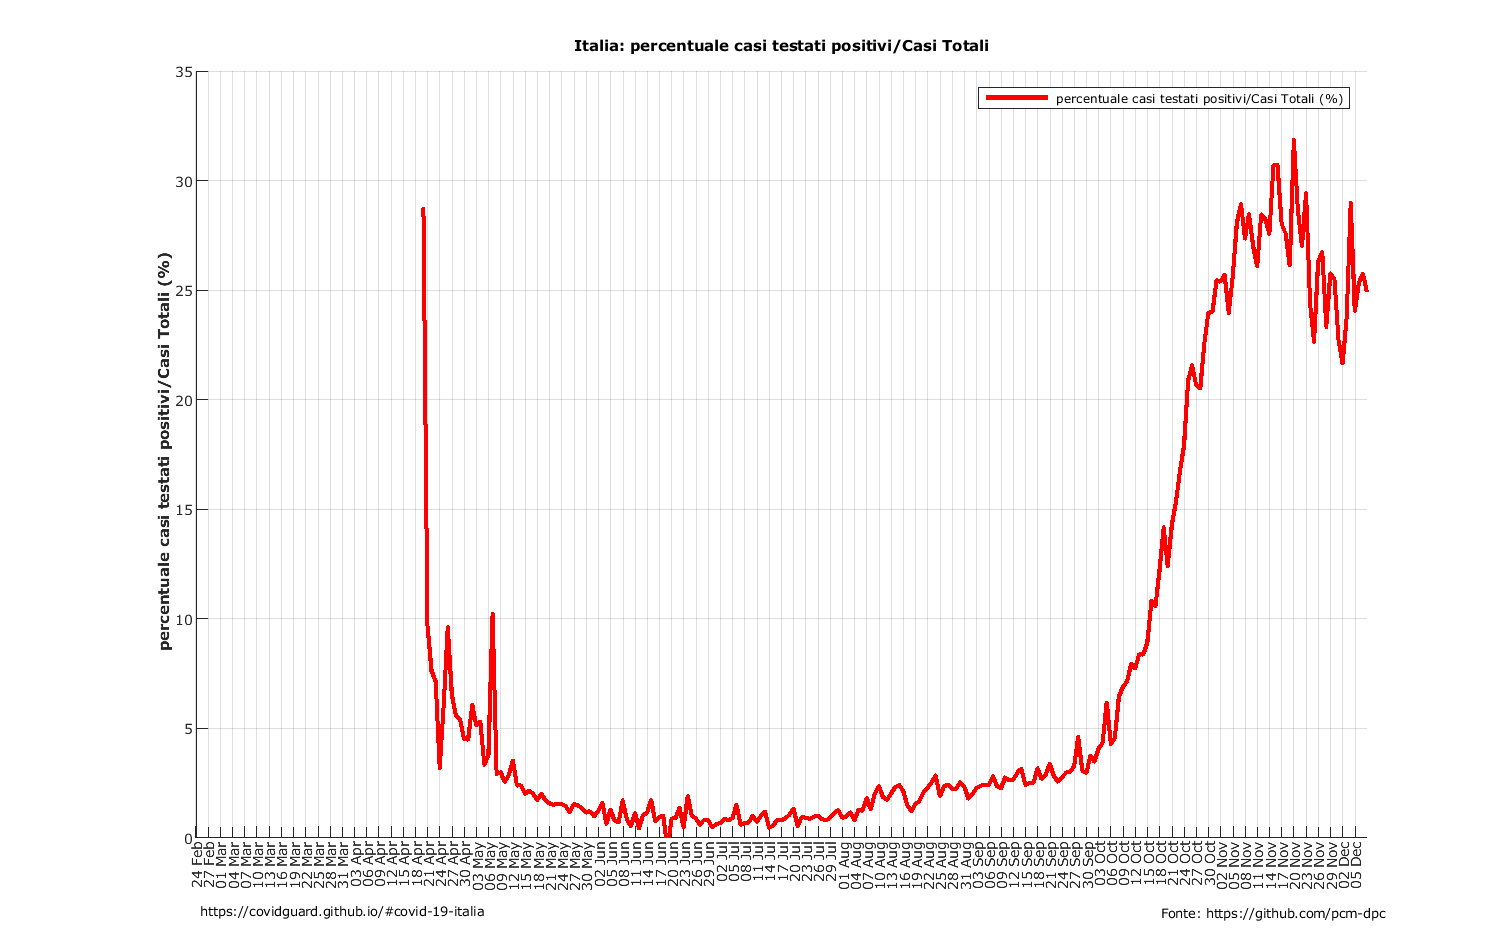 Italia: percentuale casi testati positivi/Casi Totali
percentuale casi testati positivi/Casi Totali (%)
percentuale casi testati positivi/Casi Totali (%)
35
30
25
20
15
10
5
0
24 Feb
27 Feb
01 Mar
04 Mar
07 Mar
10 Mar
13 Mar
16 Mar
19 Mar
22 Mar
25 Mar
28 Mar
31 Mar
03 Apr
06 Apr
09 Apr
12 Apr
15 Apr
18 Apr
21 Apr
24 Apr
27 Apr
30 Apr
03 May
06 May
09 May
12 May
15 May
18 May
21 May
24 May
27 May
30 May
02 Jun
05 Jun
08 Jun
11 Jun
14 Jun
17 Jun
20 Jun
23 Jun
26 Jun
29 Jun
02 Jul
05 Jul
08 Jul
11 Jul
14 Jul
17 Jul
20 Jul
23 Jul
26 Jul
29 Jul
01 Aug
04 Aug
07 Aug
10 Aug
13 Aug
16 Aug
19 Aug
22 Aug
25 Aug
28 Aug
31 Aug
03 Sep
06 Sep
09 Sep
12 Sep
15 Sep
18 Sep
21 Sep
24 Sep
27 Sep
30 Sep
03 Oct
06 Oct
09 Oct
12 Oct
15 Oct
18 Oct
21 Oct
24 Oct
27 Oct
30 Oct
02 Nov
05 Nov
08 Nov
11 Nov
14 Nov
17 Nov
20 Nov
23 Nov
26 Nov
29 Nov
02 Dec
05 Dec
https://covidguard.github.io/#covid-19-italia
Fonte: https://github.com/pcm-dpc